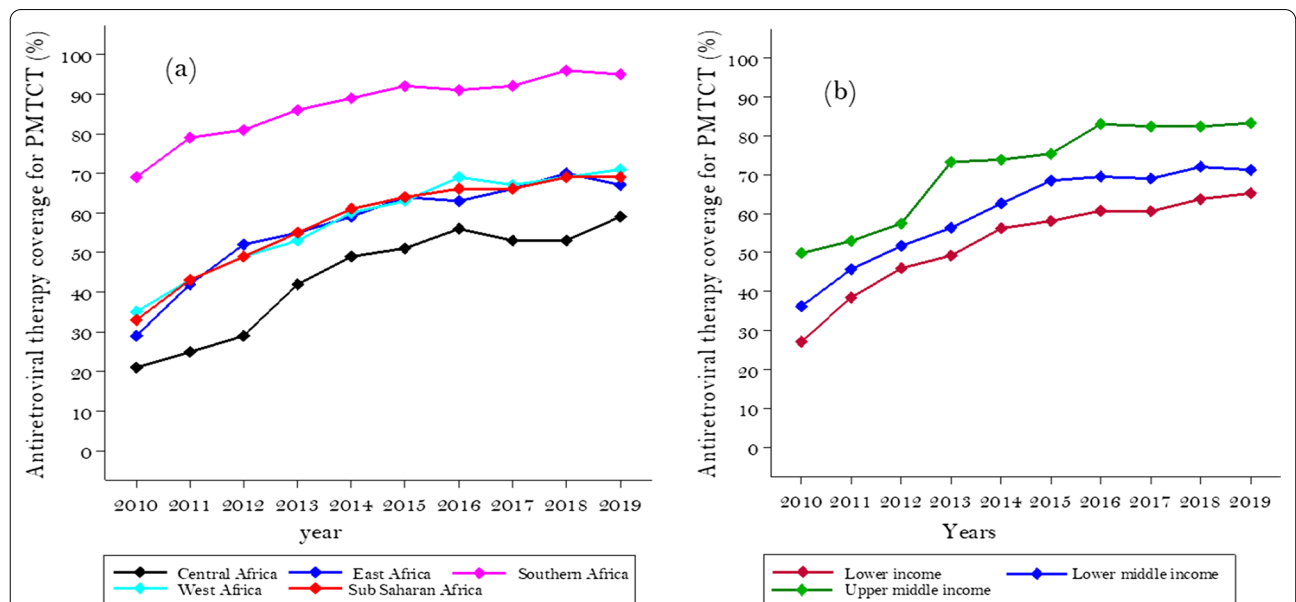 Antiretroviral therapy coverage for PMTCT (%)
(a)
100
90
80
70
60
50
40
30
20
10
0
2010 2011 2012 2013 2014 2015 2016 2017 2018 2019
year
Central Africa East Africa Southern Africa
West Africa Sub Saharan Africa
Antiretroviral therapy coverage for PMTCT (%)
(b)
100
90
80
70
60
50
40
30
20
10
0
2010 2011 2012 2013 2014 2015 2016 2017 2018 2019
Years
Lower income Lower middle income
Upper middle income